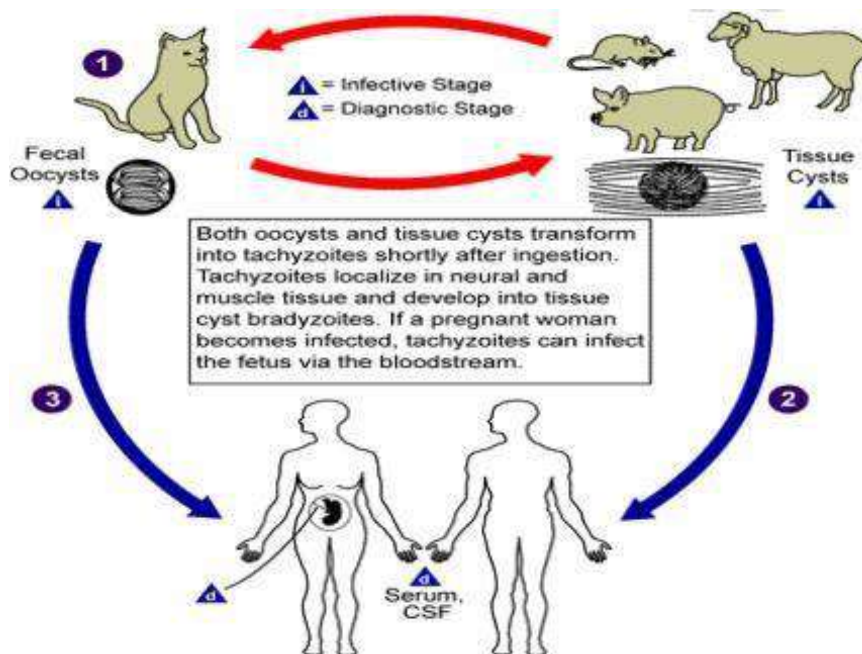 1
i = Infective Stage
d = Diagnostic Stage
Fecal
Oocysts
i
Tissue
Cysts
i
Both oocysts and tissue cysts transform
into tachyzoites shortly after ingestion.
Tachyzoites localize in neural and
muscle tissue and develop into tissue
cyst bradyzoites. If a pregnant woman
becomes infected, tachyzoites can infect
the fetus via the bloodstream.
3
2
d
d
Serum,
CSF